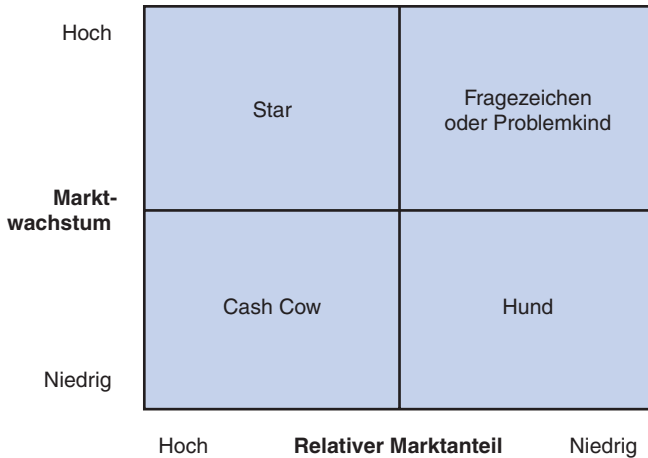 Hoch
Star
Fragezeichen
oder Problemkind
Markt-
wachstum
Cash Cow
Hund
Niedrig
Hoch Relativer Marktanteil Niedrig